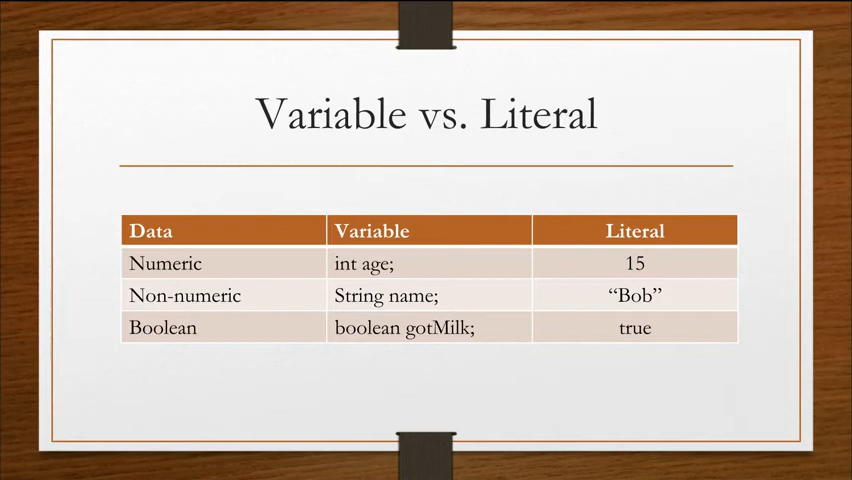 Variable vs. Literal
Data Variable Literal
Numeric int age; 15
Non-numeric String name; “Bob”
Boolean boolean gotMilk; true